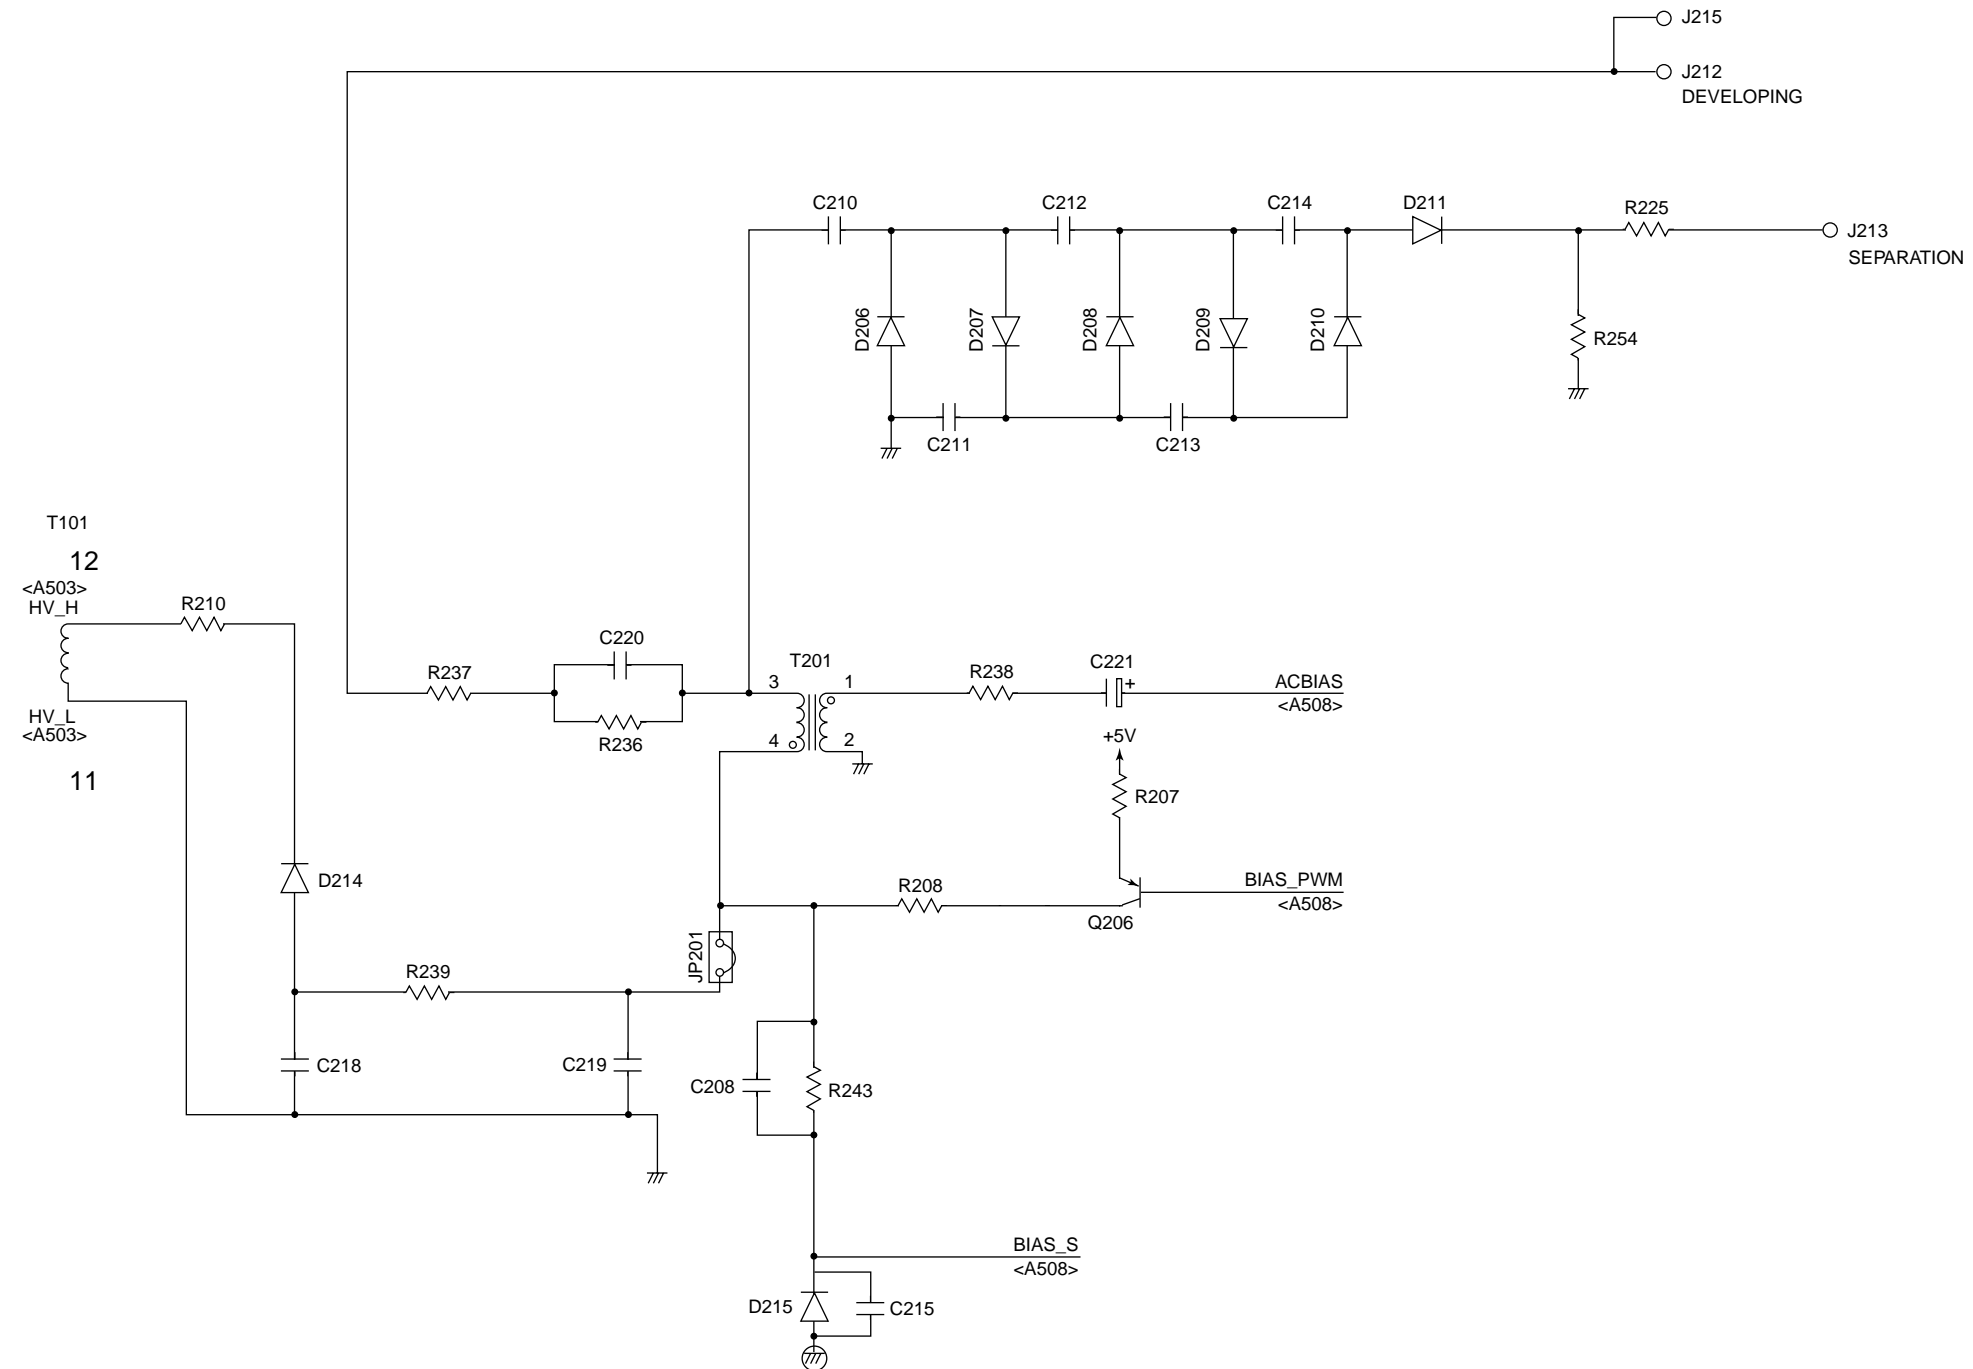 J215
J212
DEVELOPING
C210
C212
C214
D211
R225
J213
SEPARATION
D206
D207
D208
D209
D210
R254
C211
C213
T101
12
<A503>
HV_H
R210
HV_L
<A503>
11
R237
C220
R236
T201
3
1
4
2
R238
C221
+
ACBIAS
<A508>
+5V
R207
D214
R208
BIAS_PWM
<A508>
Q206
JP201
R239
C218
C219
C208
R243
BIAS_S
<A508>
D215
C215